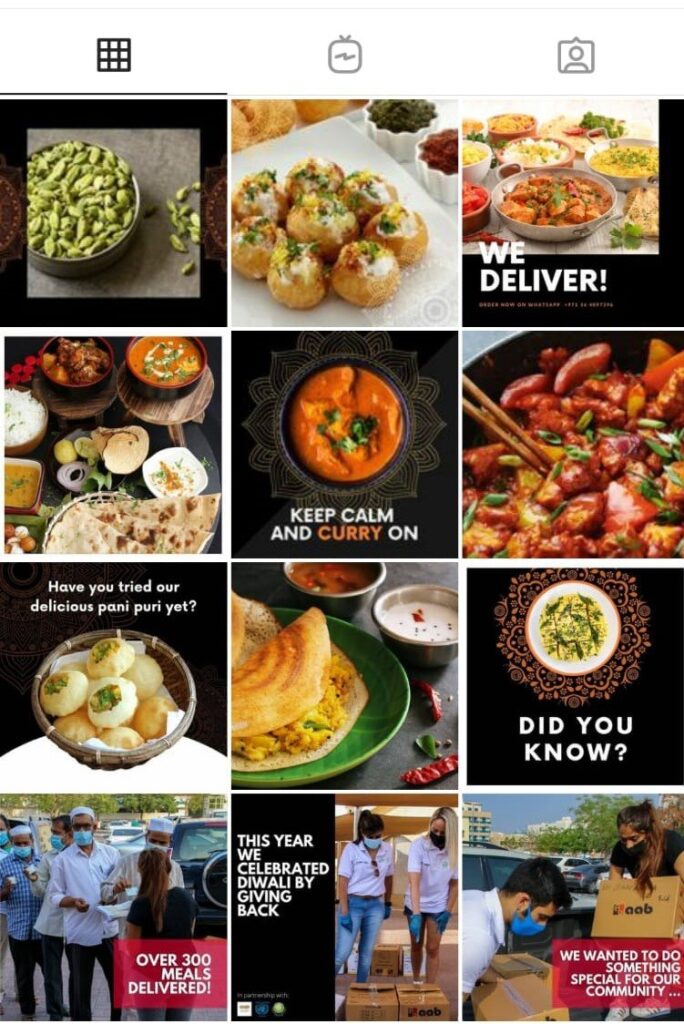 WE
DELIVER!
ORDER NOW ON WHATSAPP
KEEP CALM
AND CURRY ON
Have you tried our
delicious pani puri yet?
DID YOU
KNOW?
OVER 300
MEALS
DELIVERED!
THIS YEAR
WE
CELEBRATED
DIWALI BY
GIVING
BACK
In partnership with:
aab
aab
WE WANTED TO DO
SOMETHING
SPECIAL FOR OUR
COMMUNITY ...